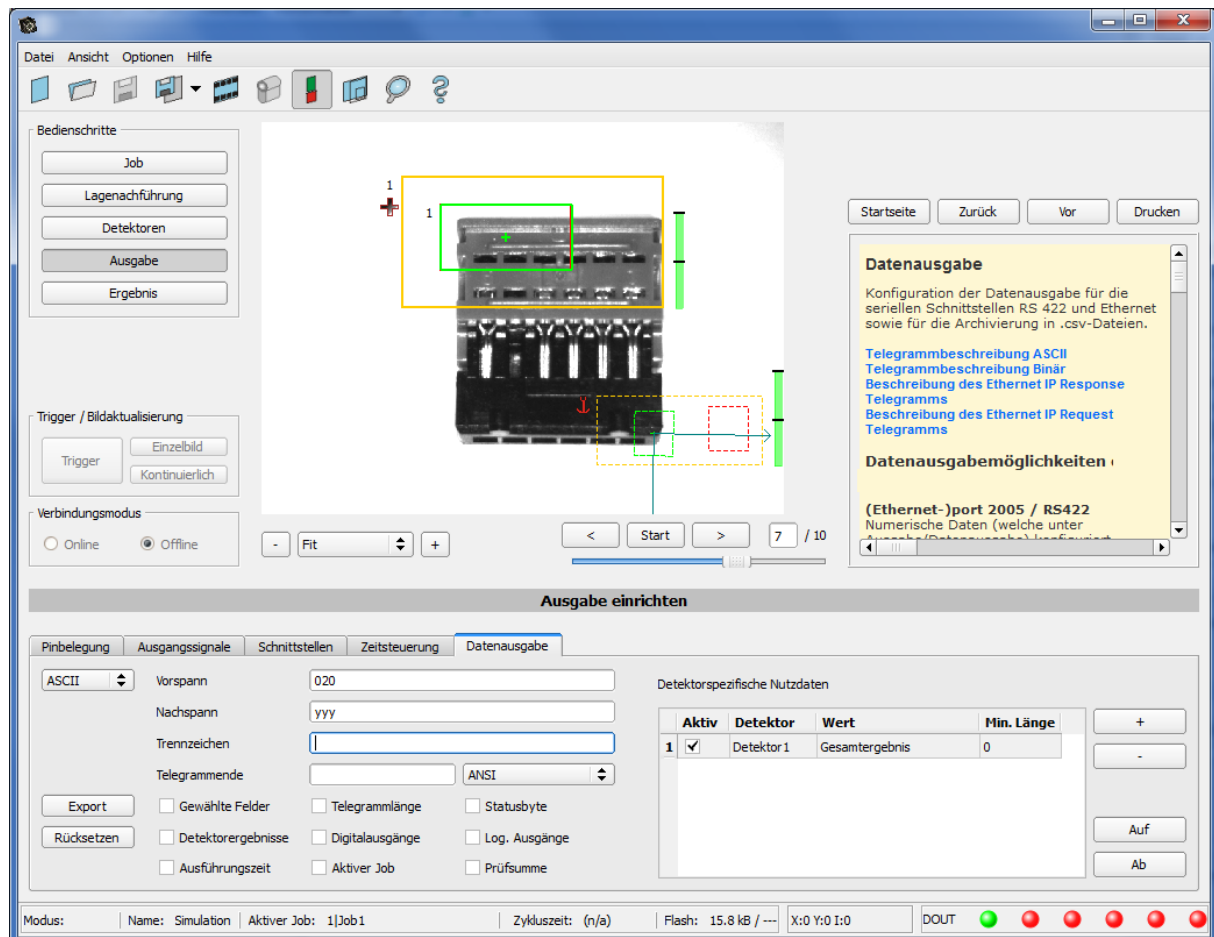 Datei Ansicht Optionen Hilfe
Bedienschritte
Job
Lagenachführung
Detektoren
Ausgabe
Ergebnis
Trigger / Bildaktualisierung
Trigger
Einzelbild
Kontinuierlich
Verbindungsmodus
Online Offline
1
1
- Fit +
< Start > 7 / 10
Startseite Zurück Vor Drucken
Datenausgabe
Konfiguration der Datenausgabe für die
seriellen Schnittstellen RS 422 und Ethernet
sowie für die Archivierung in .csv-Dateien.
Telegrammbeschreibung ASCII
Telegrammbeschreibung Binär
Beschreibung des Ethernet IP Response
Telegramms
Beschreibung des Ethernet IP Request
Telegramms
Datenausgabemöglichkeiten
(Ethernet-)port 2005 / RS422
Numerische Daten (welche unter
Ausgabe/Datenausgabe) konfiguriert
Ausgabe einrichten
Pinbelegung Ausgangssignale Schnittstellen Zeitsteuerung Datenausgabe
ASCII Vorspann 020
Nachspann yyy
Trennzeichen
Telegrammende ANSI
Export Gewählte Felder Telegrammlänge Statusbyte
Rücksetzen Detektorergebnisse Digitalausgänge Log. Ausgänge
Ausführungszeit Aktiver Job Prüfsumme
Detektorspezifische Nutzdaten
Aktiv Detektor Wert Min. Länge
1 Detektor1 Gesamtergebnis 0
+
-
Auf
Ab
Modus: Name: Simulation Aktiver Job: 1|Job1 Zykluszeit: (n/a) Flash: 15.8 kB / --- X:0 Y:0 I:0 DOUT